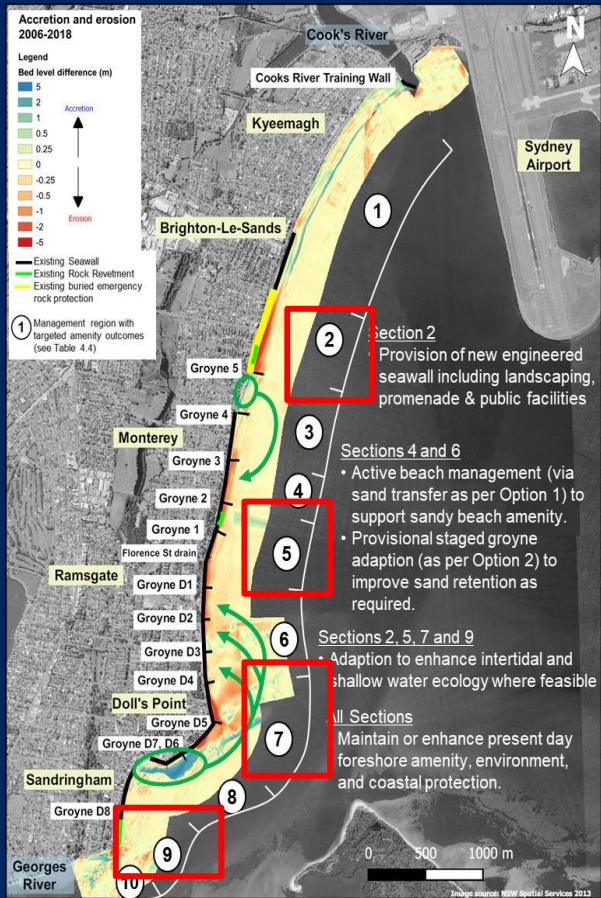 Accretion and erosion
2006-2018
Legend
Bed level difference (m)
5
2
1
0.5
0.25
0
-0.25
-0.5
-1
-2
-5
Accretion
Erosion
Existing Seawall
Existing Rock Revetment
Existing buried emergency
rock protection
1 Management region with
targeted amenity outcomes
(see Table 4.4)
Cook's River
N
Cooks River Training Wall
Kyeemagh
Sydney
Airport
1
Brighton-Le-Sands
2
Section 2
• Provision of new engineered
seawall including landscaping,
promenade & public facilities
Groyne 5
Groyne 4
3
Monterey
Groyne 3
Sections 4 and 6
• Active beach management (via
sand transfer as per Option 1) to
support sandy beach amenity.
• Provisional staged groyne
adaption (as per Option 2) to
improve sand retention as
required.
4
Groyne 2
Groyne 1
5
Florence St drain
Ramsgate
Groyne D1
Groyne D2
6
Sections 2, 5, 7 and 9
• Adaption to enhance intertidal and
shallow water ecology where feasible
Groyne D3
Groyne D4
Doll's Point
Groyne D5
7
All Sections
Maintain or enhance present day
foreshore amenity, environment,
and coastal protection.
Groyne D7, D6
Sandringham
8
Groyne D8
9
Georges
River
10
0 500 1000 m
Image source: NSW Spatial Services 2013